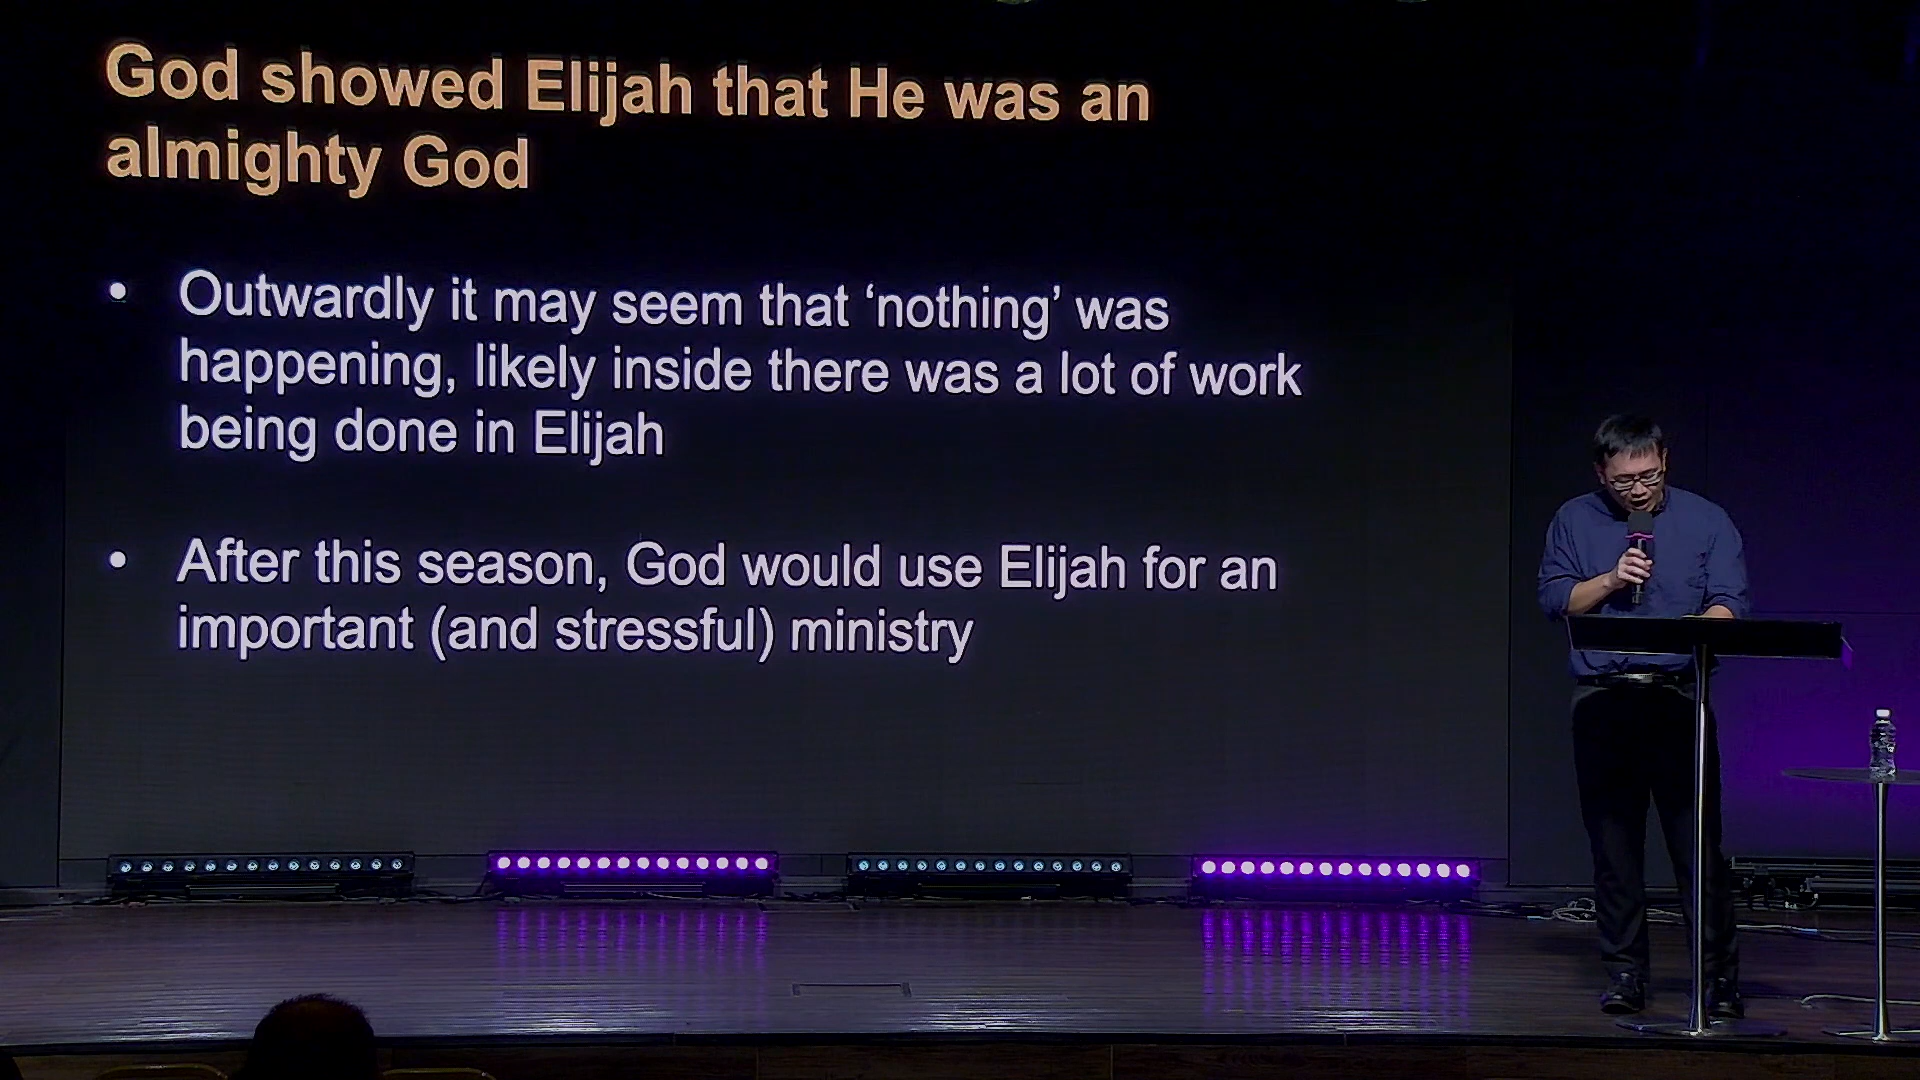 God showed Elijah that He was an
almighty God
• Outwardly it may seem that ‘nothing’ was
happening, likely inside there was a lot of work
being done in Elijah
• After this season, God would use Elijah for an
important (and stressful) ministry